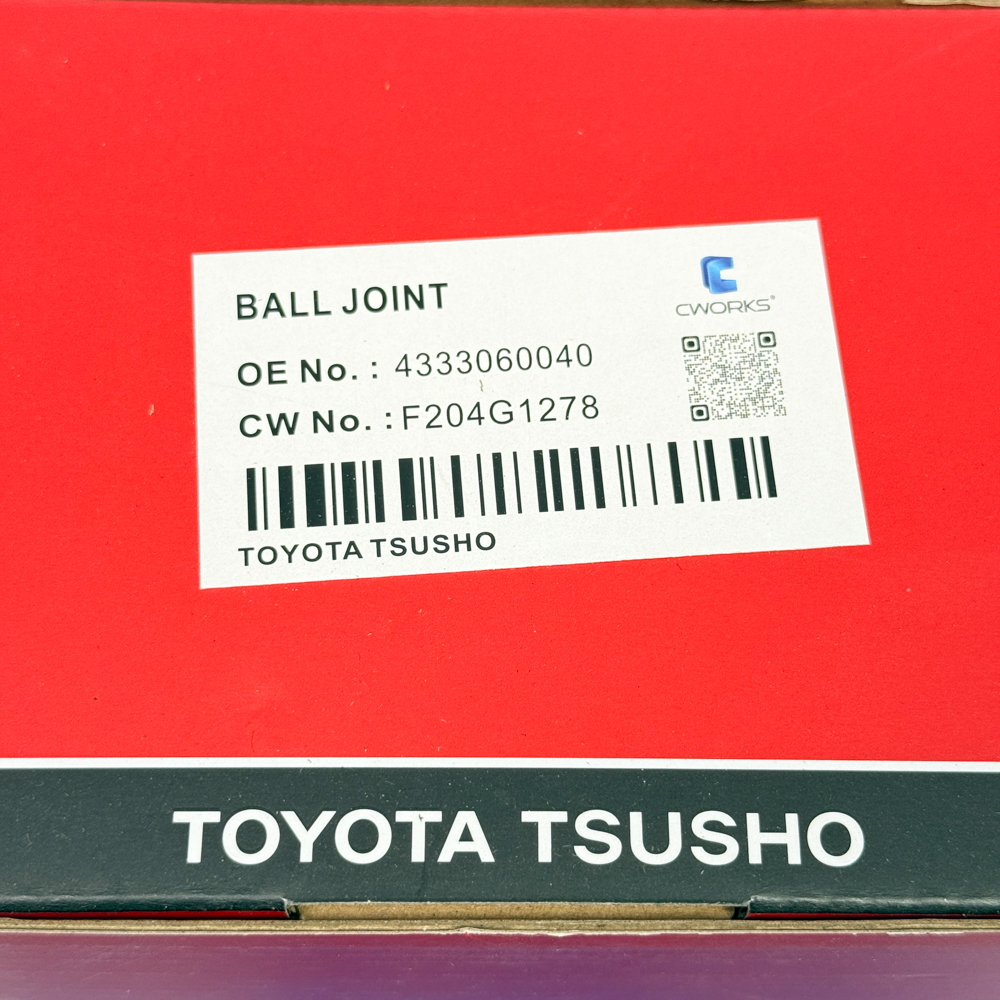 BALL JOINT
CWORKS®
OE No. : 4333060040
CW No. : F204G1278
TOYOTA TSUSHO
TOYOTA TSUSHO